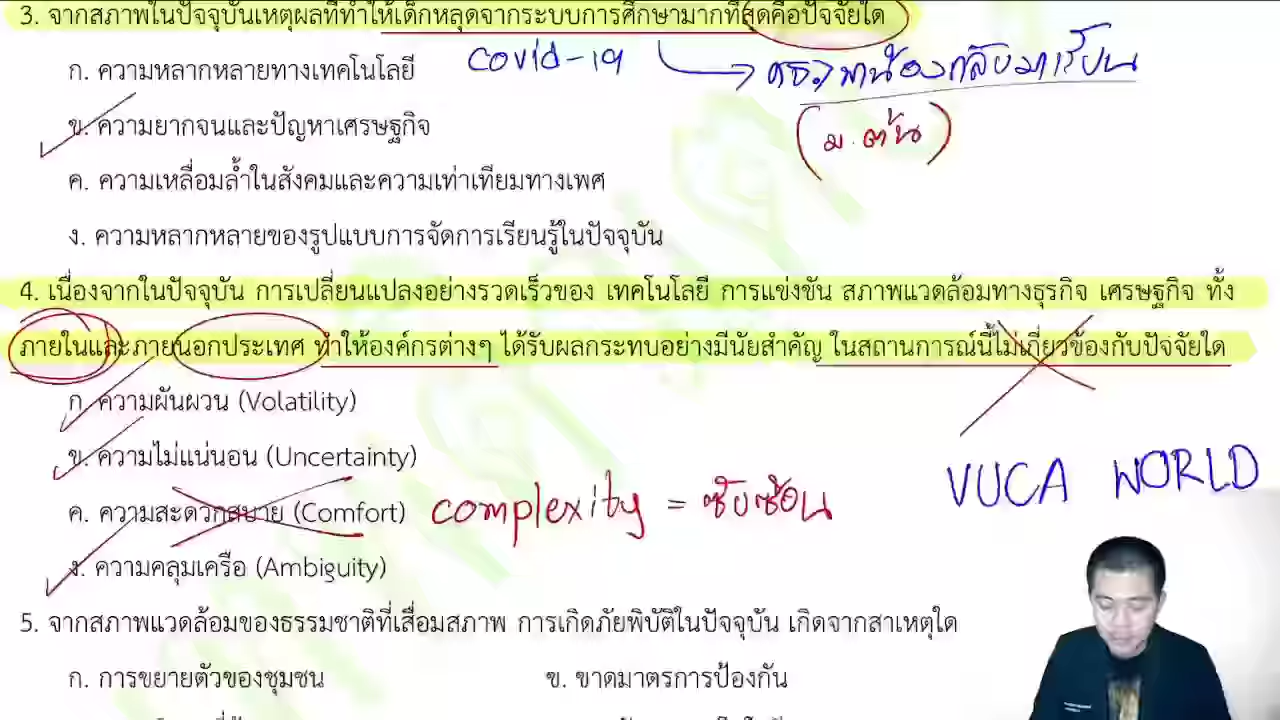 3. จากสภาพในปัจจุบันเหตุผลที่ทำให้เด็กหลุดจากระบบการศึกษามากที่สุดคือปัจจัยใด
ก. ความหลากหลายทางเทคโนโลยี
covid-19
คธว พาน้องกลับมาเรียน
ข. ความยากจนและปัญหาเศรษฐกิจ
(ม.ต้น)
ค. ความเหลื่อมล้ำในสังคมและความเท่าเทียมทางเพศ
ง. ความหลากหลายของรูปแบบการจัดการเรียนรู้ในปัจจุบัน
4. เนื่องจากในปัจจุบัน การเปลี่ยนแปลงอย่างรวดเร็วของ เทคโนโลยี การแข่งขัน สภาพแวดล้อมทางธุรกิจ เศรษฐกิจ ทั้ง
ภายในและภายนอกประเทศ ทำให้องค์กรต่างๆ ได้รับผลกระทบอย่างมีนัยสำคัญ ในสถานการณ์นี้ไม่เกี่ยวข้องกับปัจจัยใด
ก. ความผันผวน (Volatility)
ข. ความไม่แน่นอน (Uncertainty)
VUCA WORLD
ค. ความสะดวกสบาย (Comfort) complexity = ซับซ้อน
ง. ความคลุมเครือ (Ambiguity)
5. จากสภาพแวดล้อมของธรรมชาติที่เสื่อมสภาพ การเกิดภัยพิบัติในปัจจุบัน เกิดจากสาเหตุใด
ก. การขยายตัวของชุมชน
ข. ขาดมาตรการป้องกัน